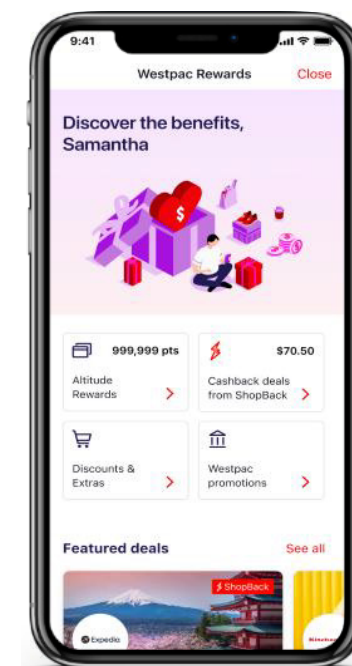 9:41
Westpac Rewards Close
Discover the benefits,
Samantha
$
999,999 pts
Altitude
Rewards
$70.50
Cashback deals
from ShopBack
Discounts &
Extras
Westpac
promotions
Featured deals See all
ShopBack
Expedia